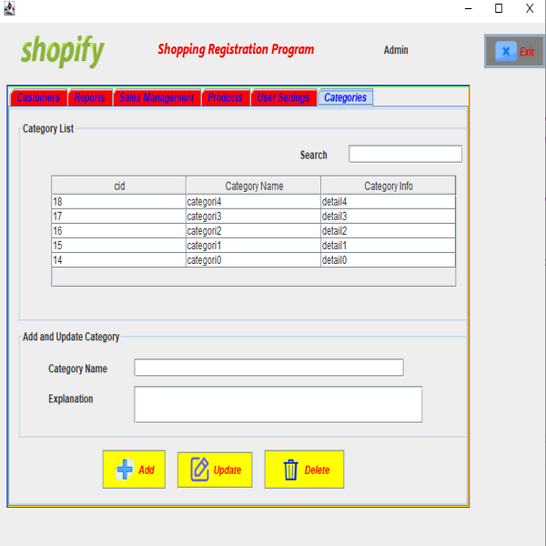 shopify
Shopping Registration Program
Admin
Exit
Customers Reports Sales Management Products User Settings Categories
Category List
Search
cid Category Name Category Info
18 categori4 detail4
17 categori3 detail3
16 categori2 detail2
15 categori1 detail1
14 categori0 detail0
Add and Update Category
Category Name
Explanation
Add Update Delete